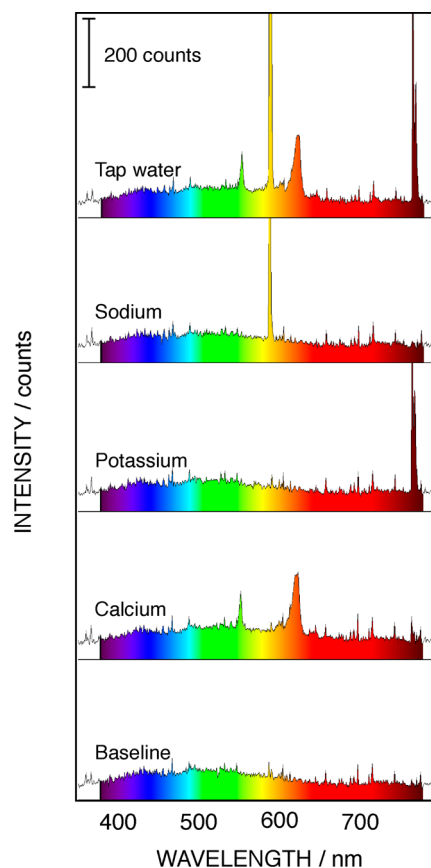 200 counts
Tap water
Sodium
Potassium
Calcium
Baseline
INTENSITY / counts
400 500 600 700
WAVELENGTH / nm